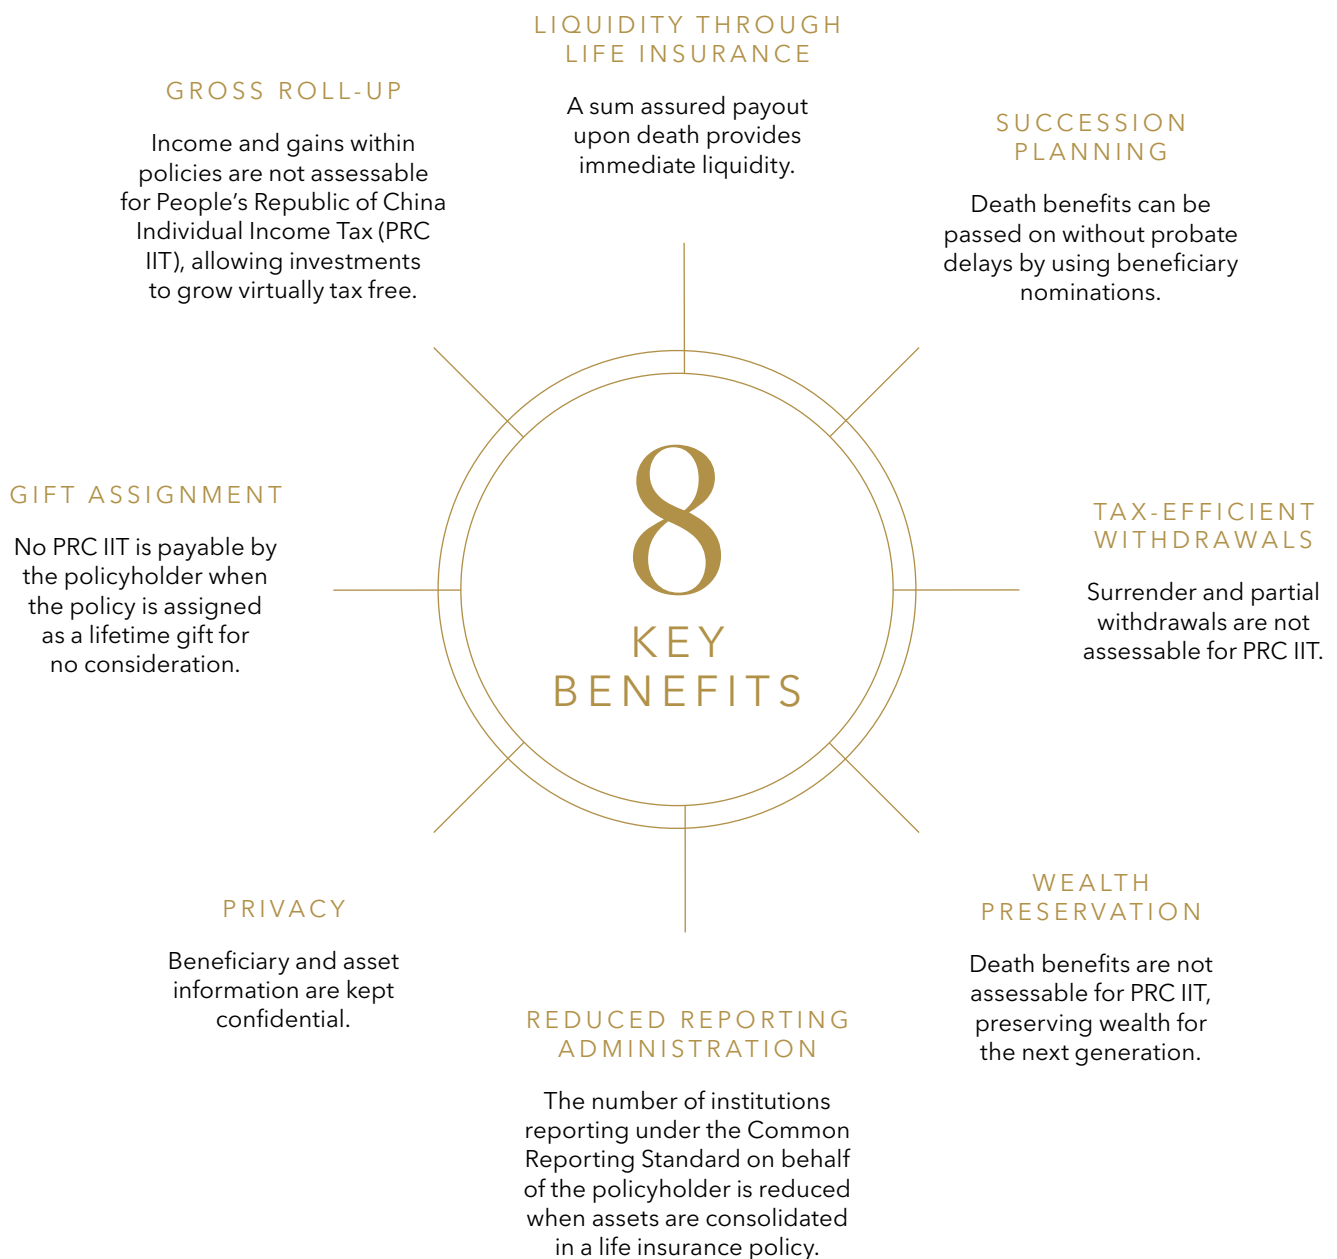 LIQUIDITY THROUGH
LIFE INSURANCE
A sum assured payout
upon death provides
immediate liquidity.
SUCCESSION
PLANNING
Death benefits can be
passed on without probate
delays by using beneficiary
nominations.
TAX-EFFICIENT
WITHDRAWALS
Surrender and partial
withdrawals are not
assessable for PRC IIT.
WEALTH
PRESERVATION
Death benefits are not
assessable for PRC IIT,
preserving wealth for
the next generation.
REDUCED REPORTING
ADMINISTRATION
The number of institutions
reporting under the Common
Reporting Standard on behalf
of the policyholder is reduced
when assets are consolidated
in a life insurance policy.
PRIVACY
Beneficiary and asset
information are kept
confidential.
GIFT ASSIGNMENT
No PRC IIT is payable by
the policyholder when
the policy is assigned
as a lifetime gift for
no consideration.
GROSS ROLL-UP
Income and gains within
policies are not assessable
for People’s Republic of China
Individual Income Tax (PRC
IIT), allowing investments
to grow virtually tax free.
8
KEY
BENEFITS